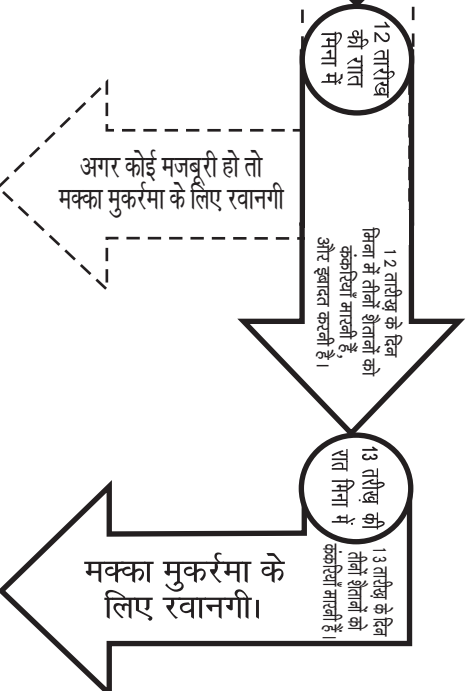 12 तारीख़
की राात
मिना में
अगर कोई मजबूरी हो तो
मक्का मुकर्रमा के लिए रवानगी
12 तारीख़ के दिन
मिना में तीनों शैतानों को
कंकरियाँ मारनी है,
और इबादत करनी है।
13 तरीख़ की
रात मिना में
13 तारीख़ के दिन
तीनों शैतानों को
कंकरियाँ मारनी हैं।
मक्का मुकर्रमा के
लिए रवानगी।